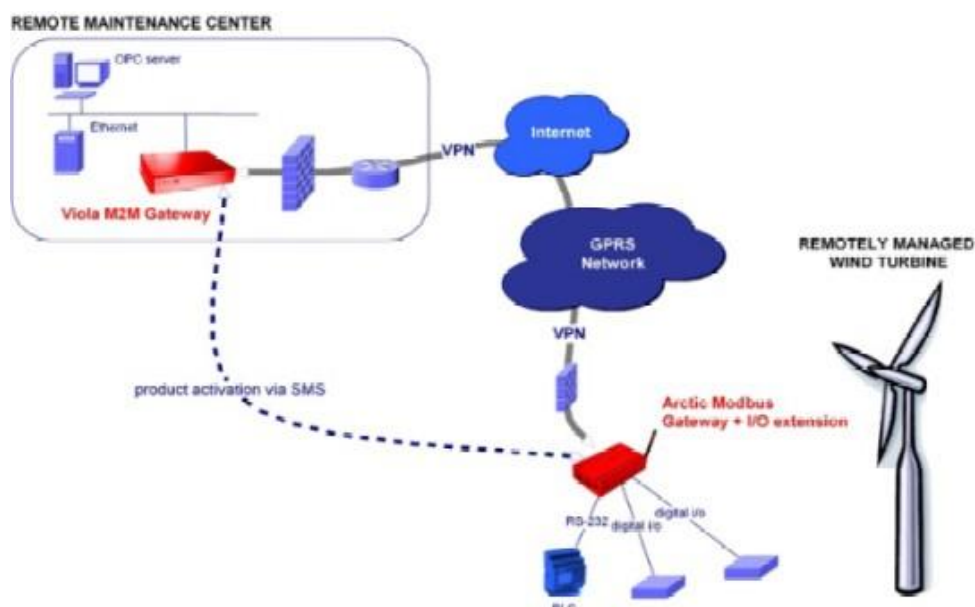 REMOTE MAINTENANCE CENTER
OPC server
Ethernet
Viola M2M Gateway
VPN
Internet
GPRS
Network
REMOTELY MANAGED
WIND TURBINE
VPN
product activation via SMS
Arctic Modbus
Gateway + I/O extension
RS-232
digital i/o
digital i/o